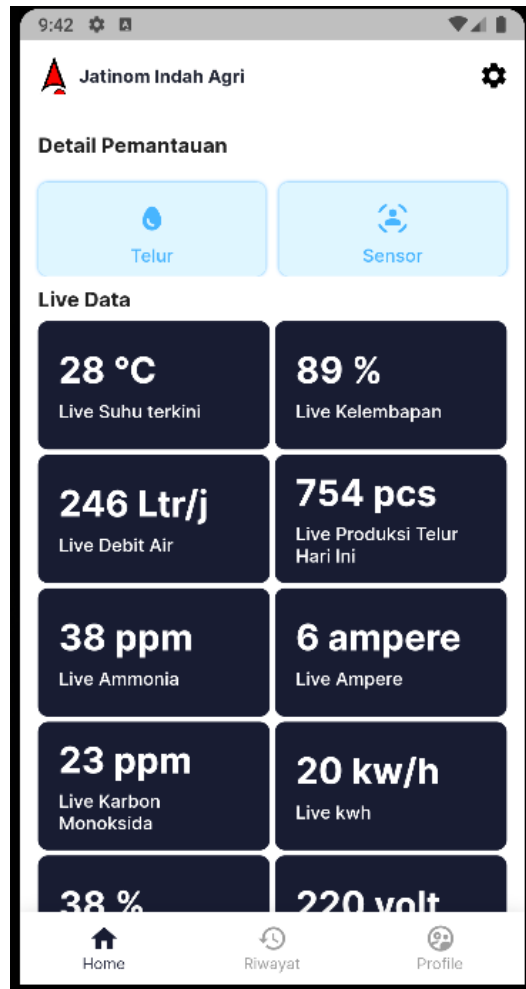 9:42
Jatinom Indah Agri
Detail Pemantauan
Telur
Sensor
Live Data
28 °C
Live Suhu terkini
89 %
Live Kelembapan
246 Ltr/j
Live Debit Air
754 pcs
Live Produksi Telur
Hari Ini
38 ppm
Live Ammonia
6 ampere
Live Ampere
23 ppm
Live Karbon
Monoksida
20 kw/h
Live kwh
38 %
220 volt
Home
Riwayat
Profile